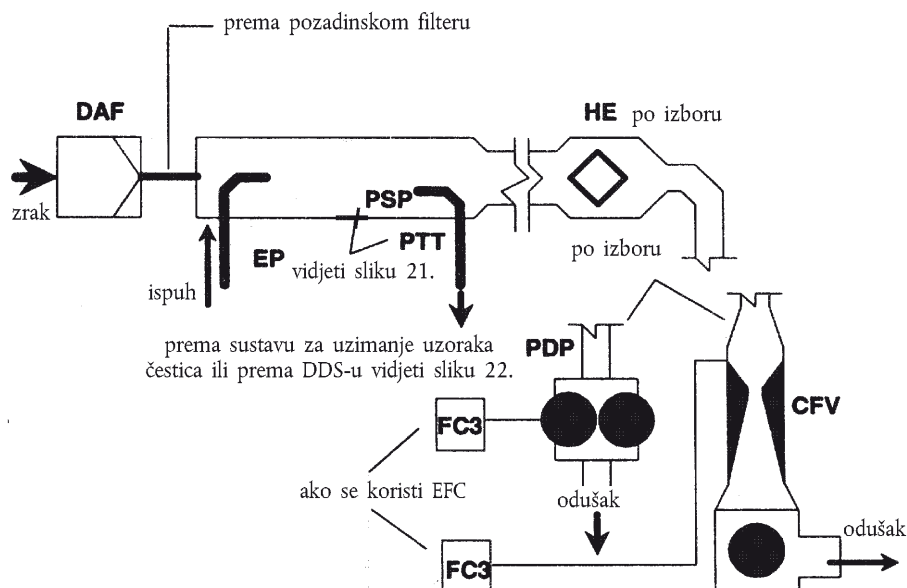 prema pozadinskom filteru
DAF
HE po izboru
zrak
PSP
PTT
EP
vidjeti sliku 21.
po izboru
ispuh
prema sustavu za uzimanje uzoraka
čestica ili prema DDS-u vidjeti sliku 22.
PDP
CFV
FC3
ako se koristi EFC
odušak
odušak
FC3